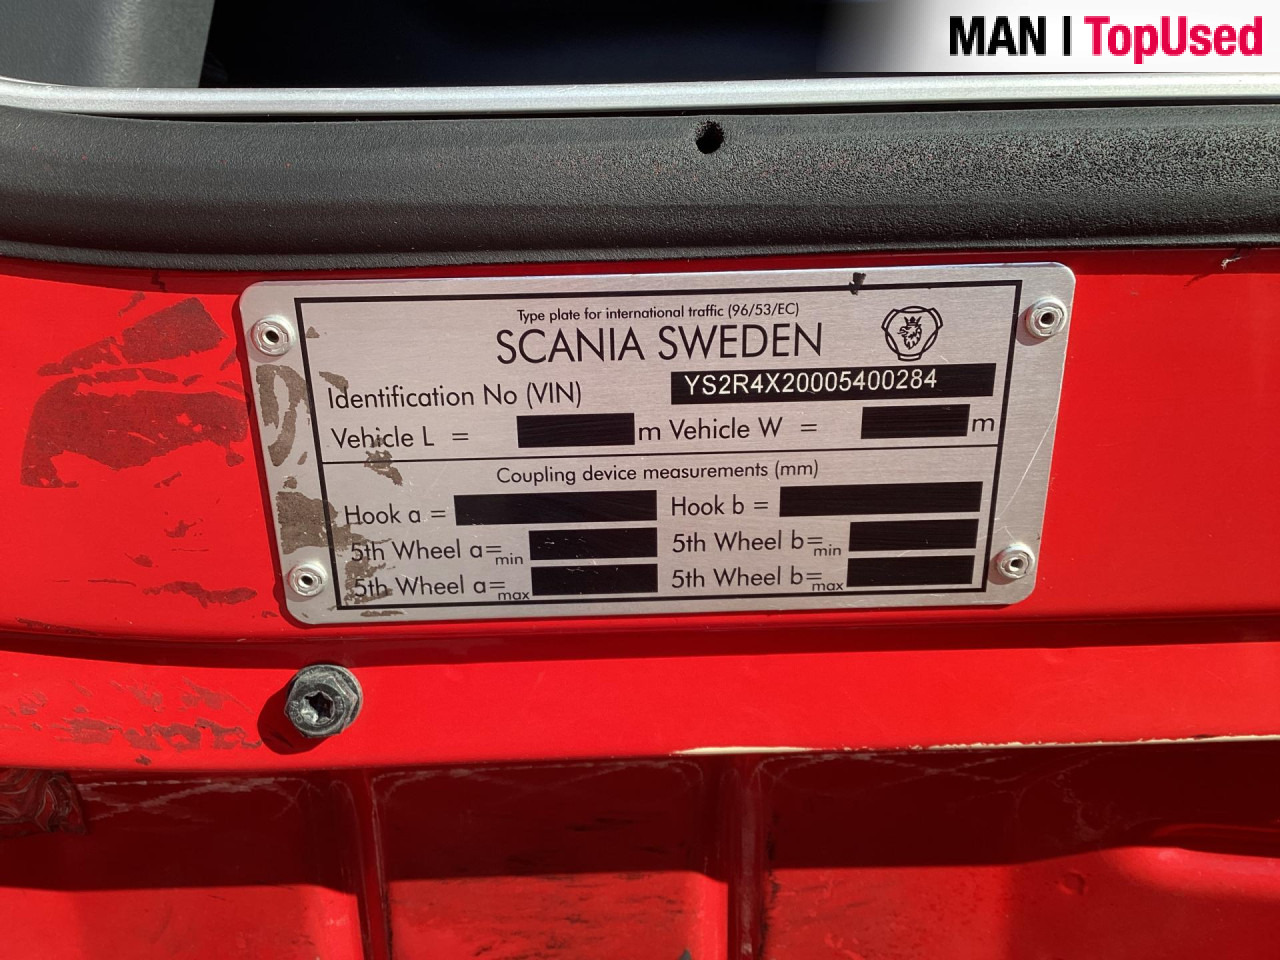 MAN | TopUsed
Type plate for international traffic (96/53/EC)
SCANIA SWEDEN
Identification No (VIN) YS2R4X20005400284
Vehicle L = m Vehicle W = m
Coupling device measurements (mm)
Hook a = Hook b =
5th Wheel a=min 5th Wheel b=min
5th Wheel a=max 5th Wheel b=max